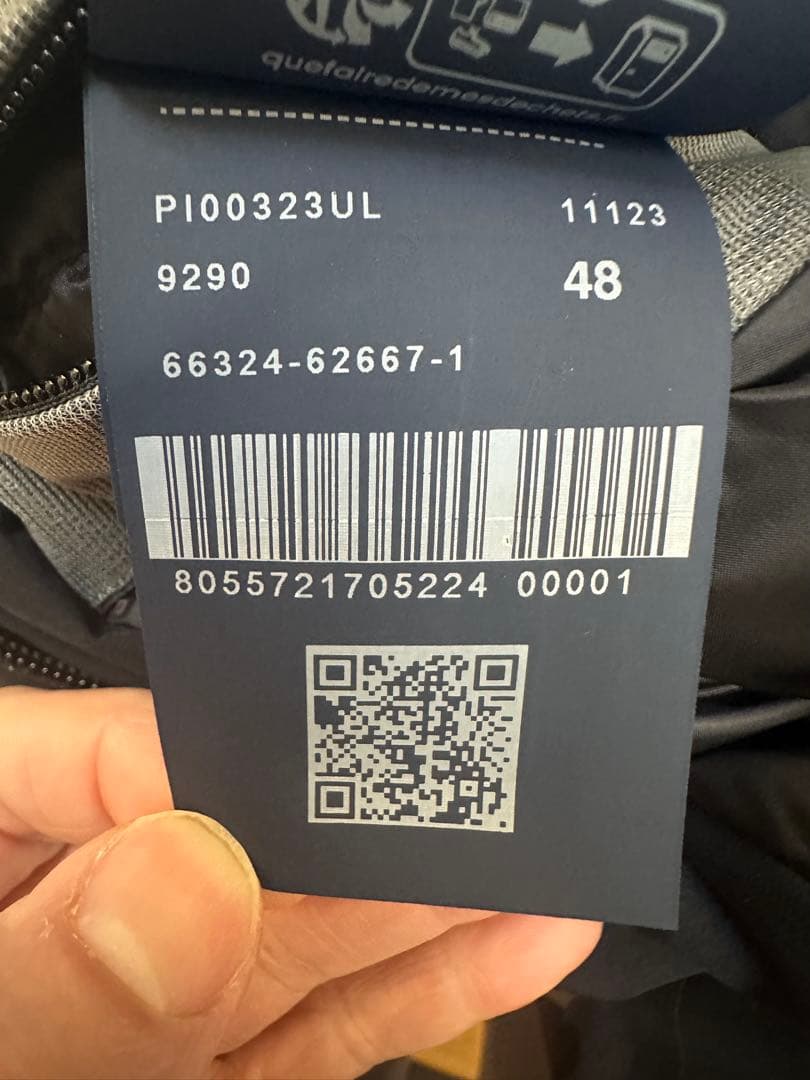 quefairedemesdechets.fr
PI00323UL 11123
9290 48
66324-62667-1
8055721705224 00001